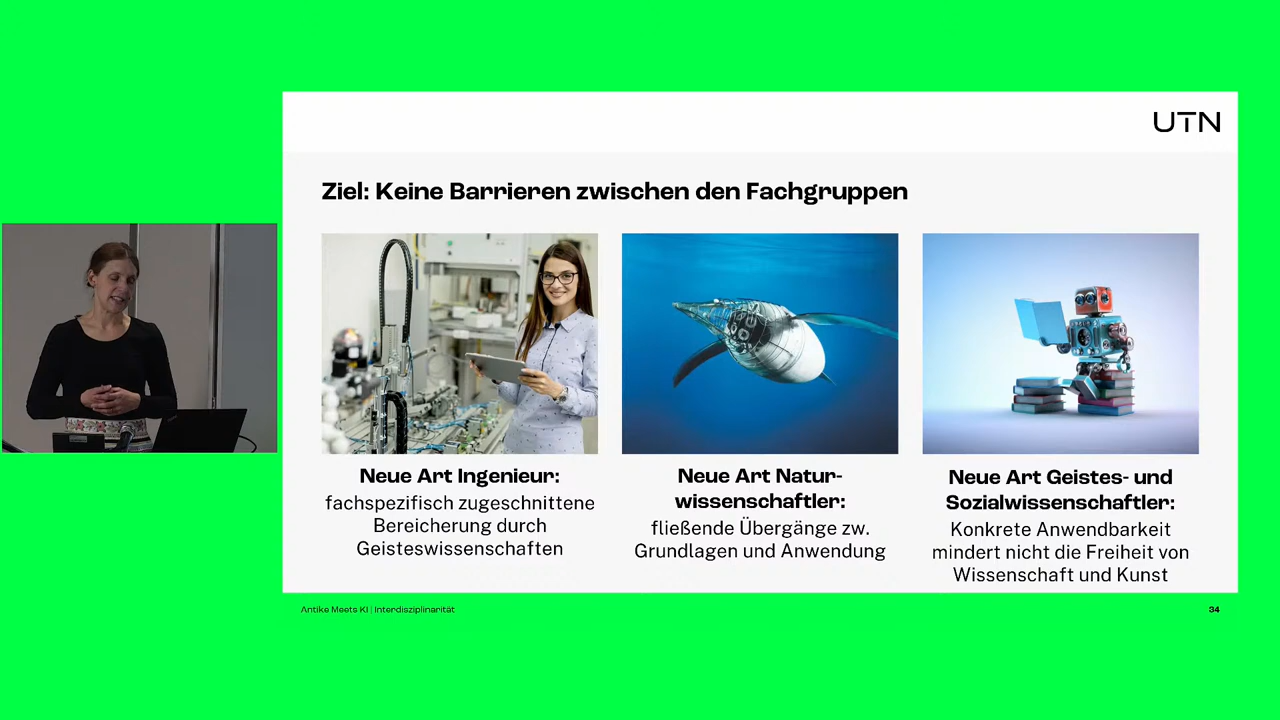 UTN
Ziel: Keine Barrieren zwischen den Fachgruppen
Neue Art Ingenieur:
fachspezifisch zugeschnittene
Bereicherung durch
Geisteswissenschaften
Neue Art Natur-
wissenschaftler:
fließende Übergänge zw.
Grundlagen und Anwendung
Neue Art Geistes- und
Sozialwissenschaftler:
Konkrete Anwendbarkeit
mindert nicht die Freiheit von
Wissenschaft und Kunst
Antike Meets KI | Interdisziplinarität
34